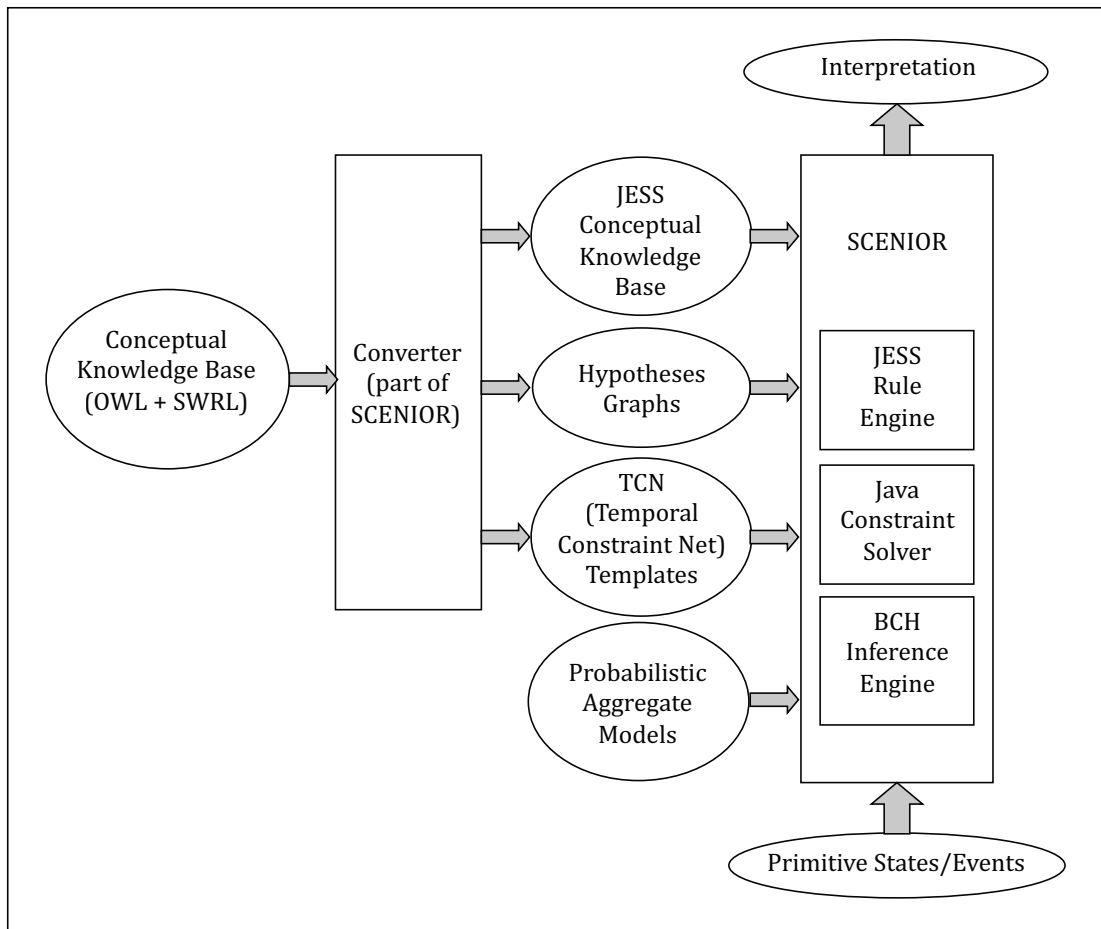 Interpretation
JESS
Conceptual
Knowledge
Base
SCENIOR
Conceptual
Knowledge Base
(OWL + SWRL)
Converter
(part of
SCENIOR)
Hypotheses
Graphs
JESS
Rule
Engine
TCN
(Temporal
Constraint Net)
Templates
Java
Constraint
Solver
Probabilistic
Aggregate
Models
BCH
Inference
Engine
Primitive States/Events